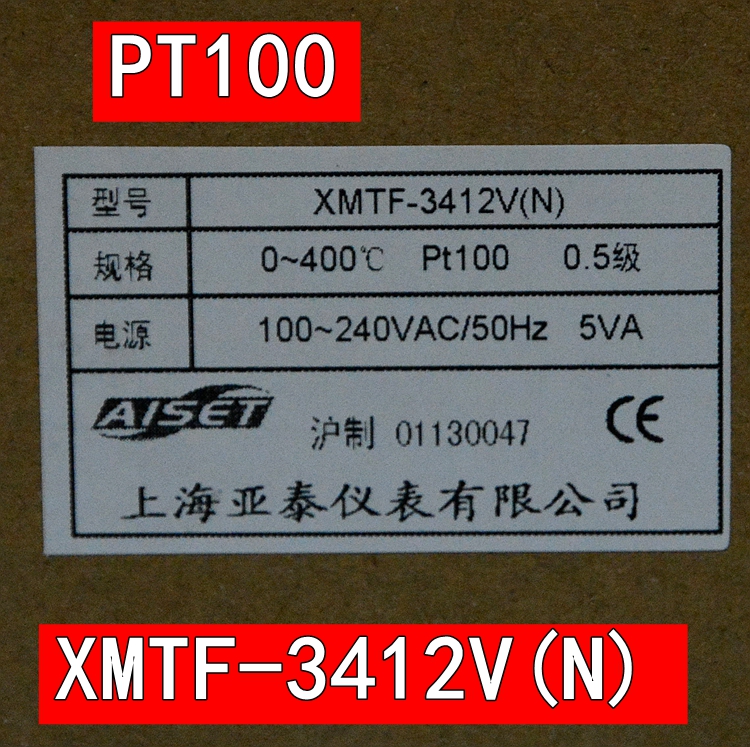 PT100
型号 XMTF-3412V(N)
规格 0~400℃ Pt100 0.5级
电源 100~240VAC/50Hz 5VA
AISET 沪制 01130047 CE
上海亚泰仪表有限公司
XMTF-3412V(N)